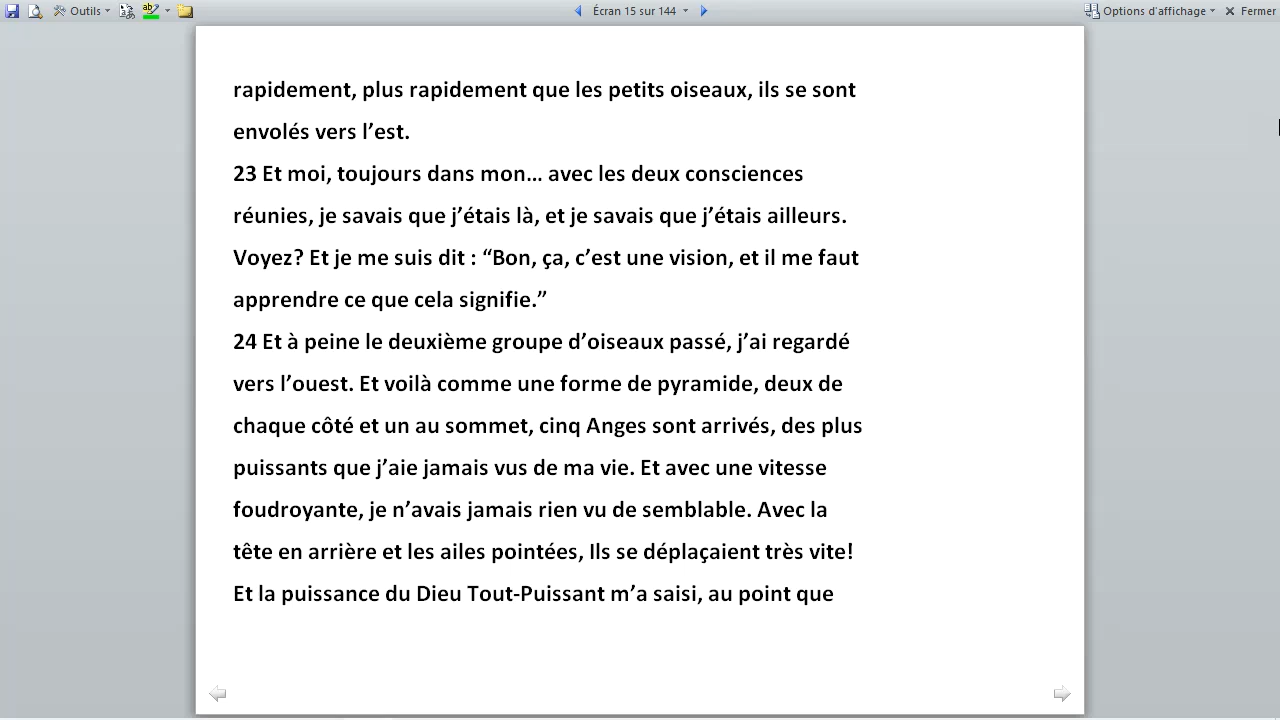 Outils
Écran 15 sur 144
Options d'affichage
Fermer
rapidement, plus rapidement que les petits oiseaux, ils se sont
envolés vers l’est.
23 Et moi, toujours dans mon… avec les deux consciences
réunies, je savais que j’étais là, et je savais que j’étais ailleurs.
Voyez? Et je me suis dit : “Bon, ça, c’est une vision, et il me faut
apprendre ce que cela signifie.”
24 Et à peine le deuxième groupe d’oiseaux passé, j’ai regardé
vers l’ouest. Et voilà comme une forme de pyramide, deux de
chaque côté et un au sommet, cinq Anges sont arrivés, des plus
puissants que j’aie jamais vus de ma vie. Et avec une vitesse
foudroyante, je n’avais jamais rien vu de semblable. Avec la
tête en arrière et les ailes pointées, Ils se déplaçaient très vite!
Et la puissance du Dieu Tout-Puissant m’a saisi, au point que